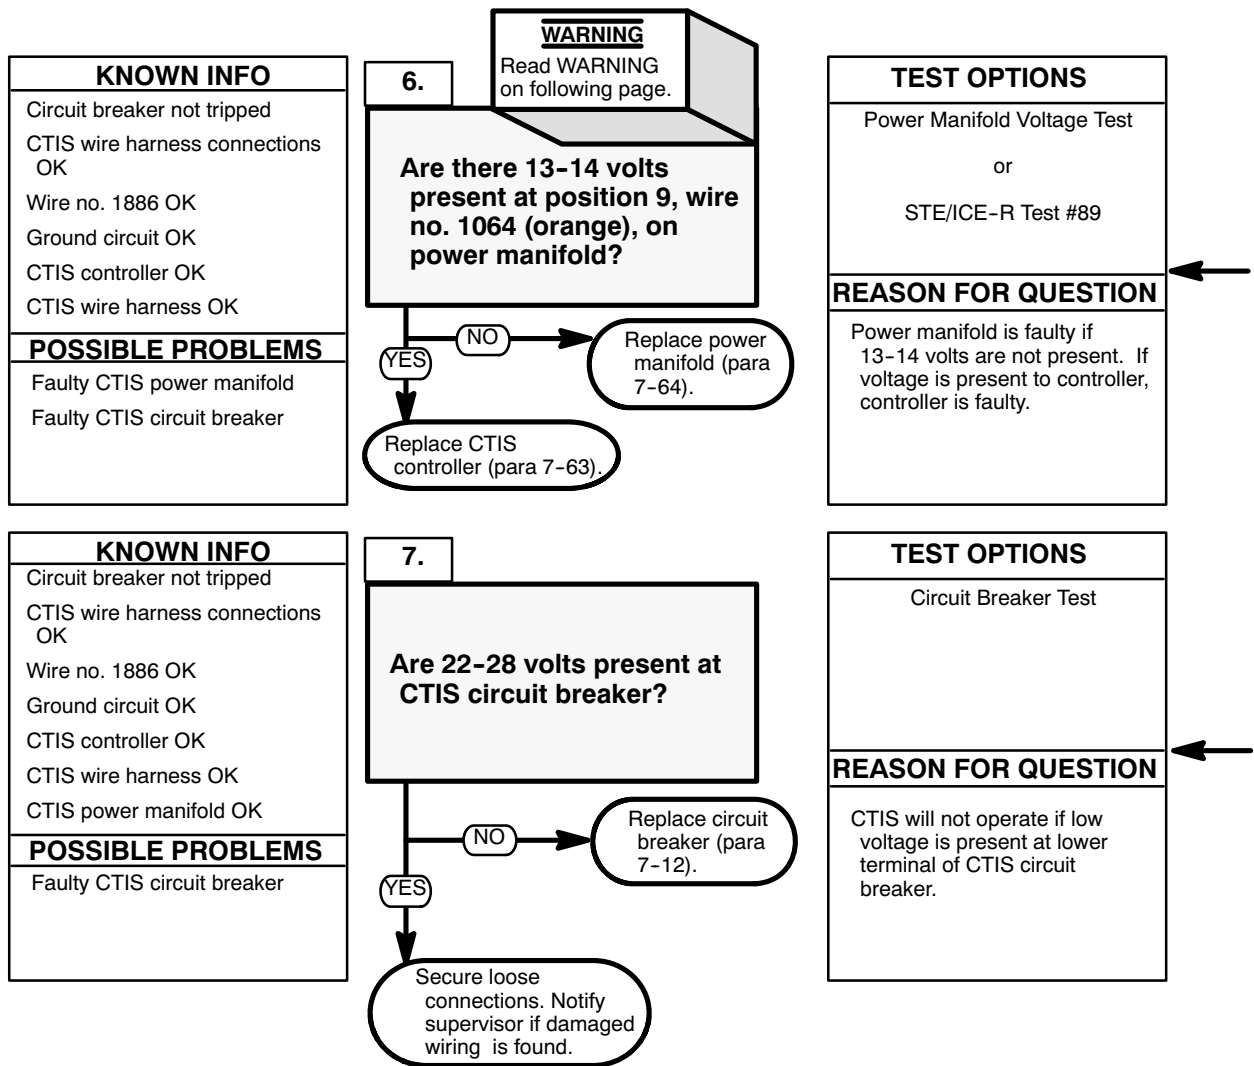 WARNING
Read WARNING
on following page.
KNOWN INFO
Circuit breaker not tripped
CTIS wire harness connections
OK
Wire no. 1886 OK
Ground circuit OK
CTIS controller OK
CTIS wire harness OK
POSSIBLE PROBLEMS
Faulty CTIS power manifold
Faulty CTIS circuit breaker
6.
Are there 13-14 volts
present at position 9, wire
no. 1064 (orange), on
power manifold?
NO
YES
Replace power
manifold (para
7-64).
Replace CTIS
controller (para 7-63).
TEST OPTIONS
Power Manifold Voltage Test
or
STE/ICE-R Test #89
REASON FOR QUESTION
Power manifold is faulty if
13-14 volts are not present. If
voltage is present to controller,
controller is faulty.
KNOWN INFO
Circuit breaker not tripped
CTIS wire harness connections
OK
Wire no. 1886 OK
Ground circuit OK
CTIS controller OK
CTIS wire harness OK
CTIS power manifold OK
POSSIBLE PROBLEMS
Faulty CTIS circuit breaker
7.
Are 22-28 volts present at
CTIS circuit breaker?
NO
YES
Replace circuit
breaker (para
7-12).
Secure loose
connections. Notify
supervisor if damaged
wiring is found.
TEST OPTIONS
Circuit Breaker Test
REASON FOR QUESTION
CTIS will not operate if low
voltage is present at lower
terminal of CTIS circuit
breaker.